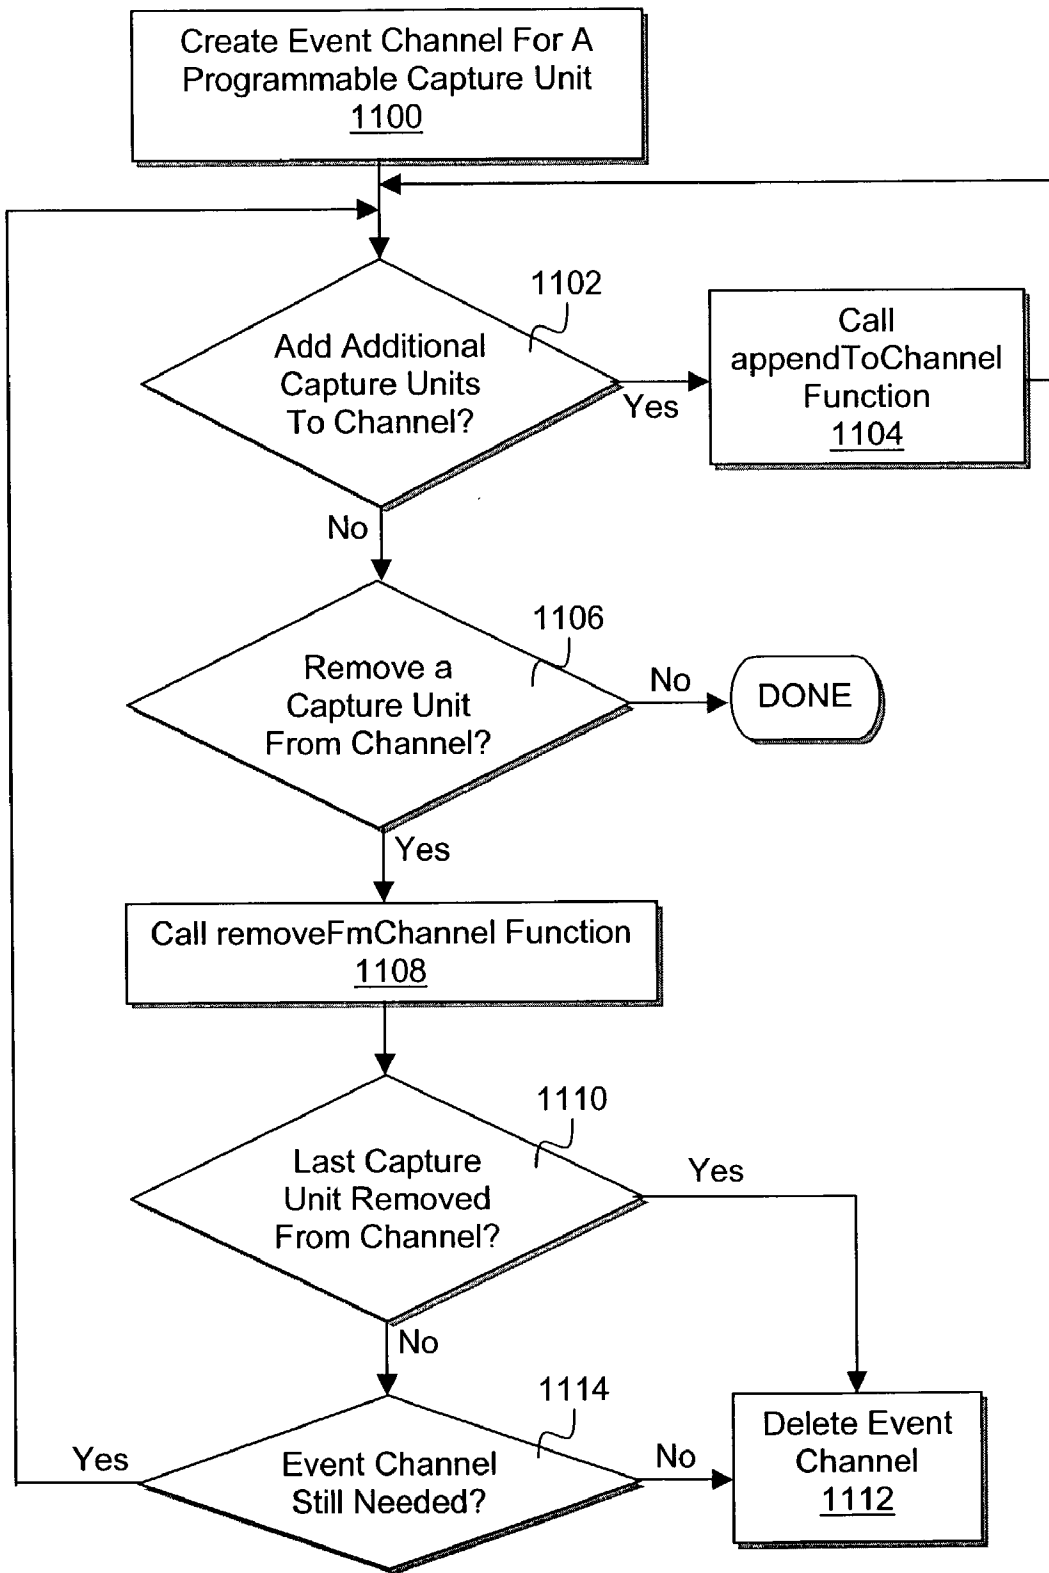 Create Event Channel For A
Programmable Capture Unit
1100
1102
Add Additional
Capture Units
To Channel?
Yes
Call
appendToChannel
Function
1104
No
1106
Remove a
Capture Unit
From Channel?
No
DONE
Yes
Call removeFmChannel Function
1108
1110
Last Capture
Unit Removed
From Channel?
Yes
No
1114
Event Channel
Still Needed?
Yes
No
Delete Event
Channel
1112